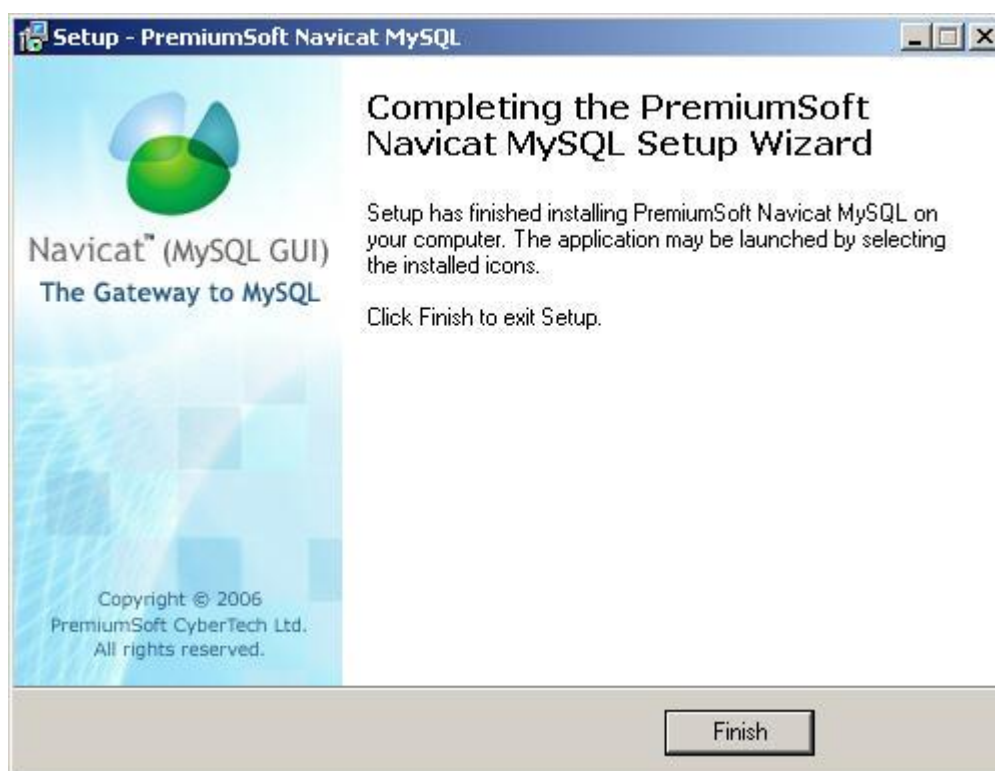 Setup - PremiumSoft Navicat MySQL
Navicat™ (MySQL GUI)
The Gateway to MySQL
Copyright © 2006
PremiumSoft CyberTech Ltd.
All rights reserved.
Completing the PremiumSoft
Navicat MySQL Setup Wizard
Setup has finished installing PremiumSoft Navicat MySQL on
your computer. The application may be launched by selecting
the installed icons.
Click Finish to exit Setup.
Finish